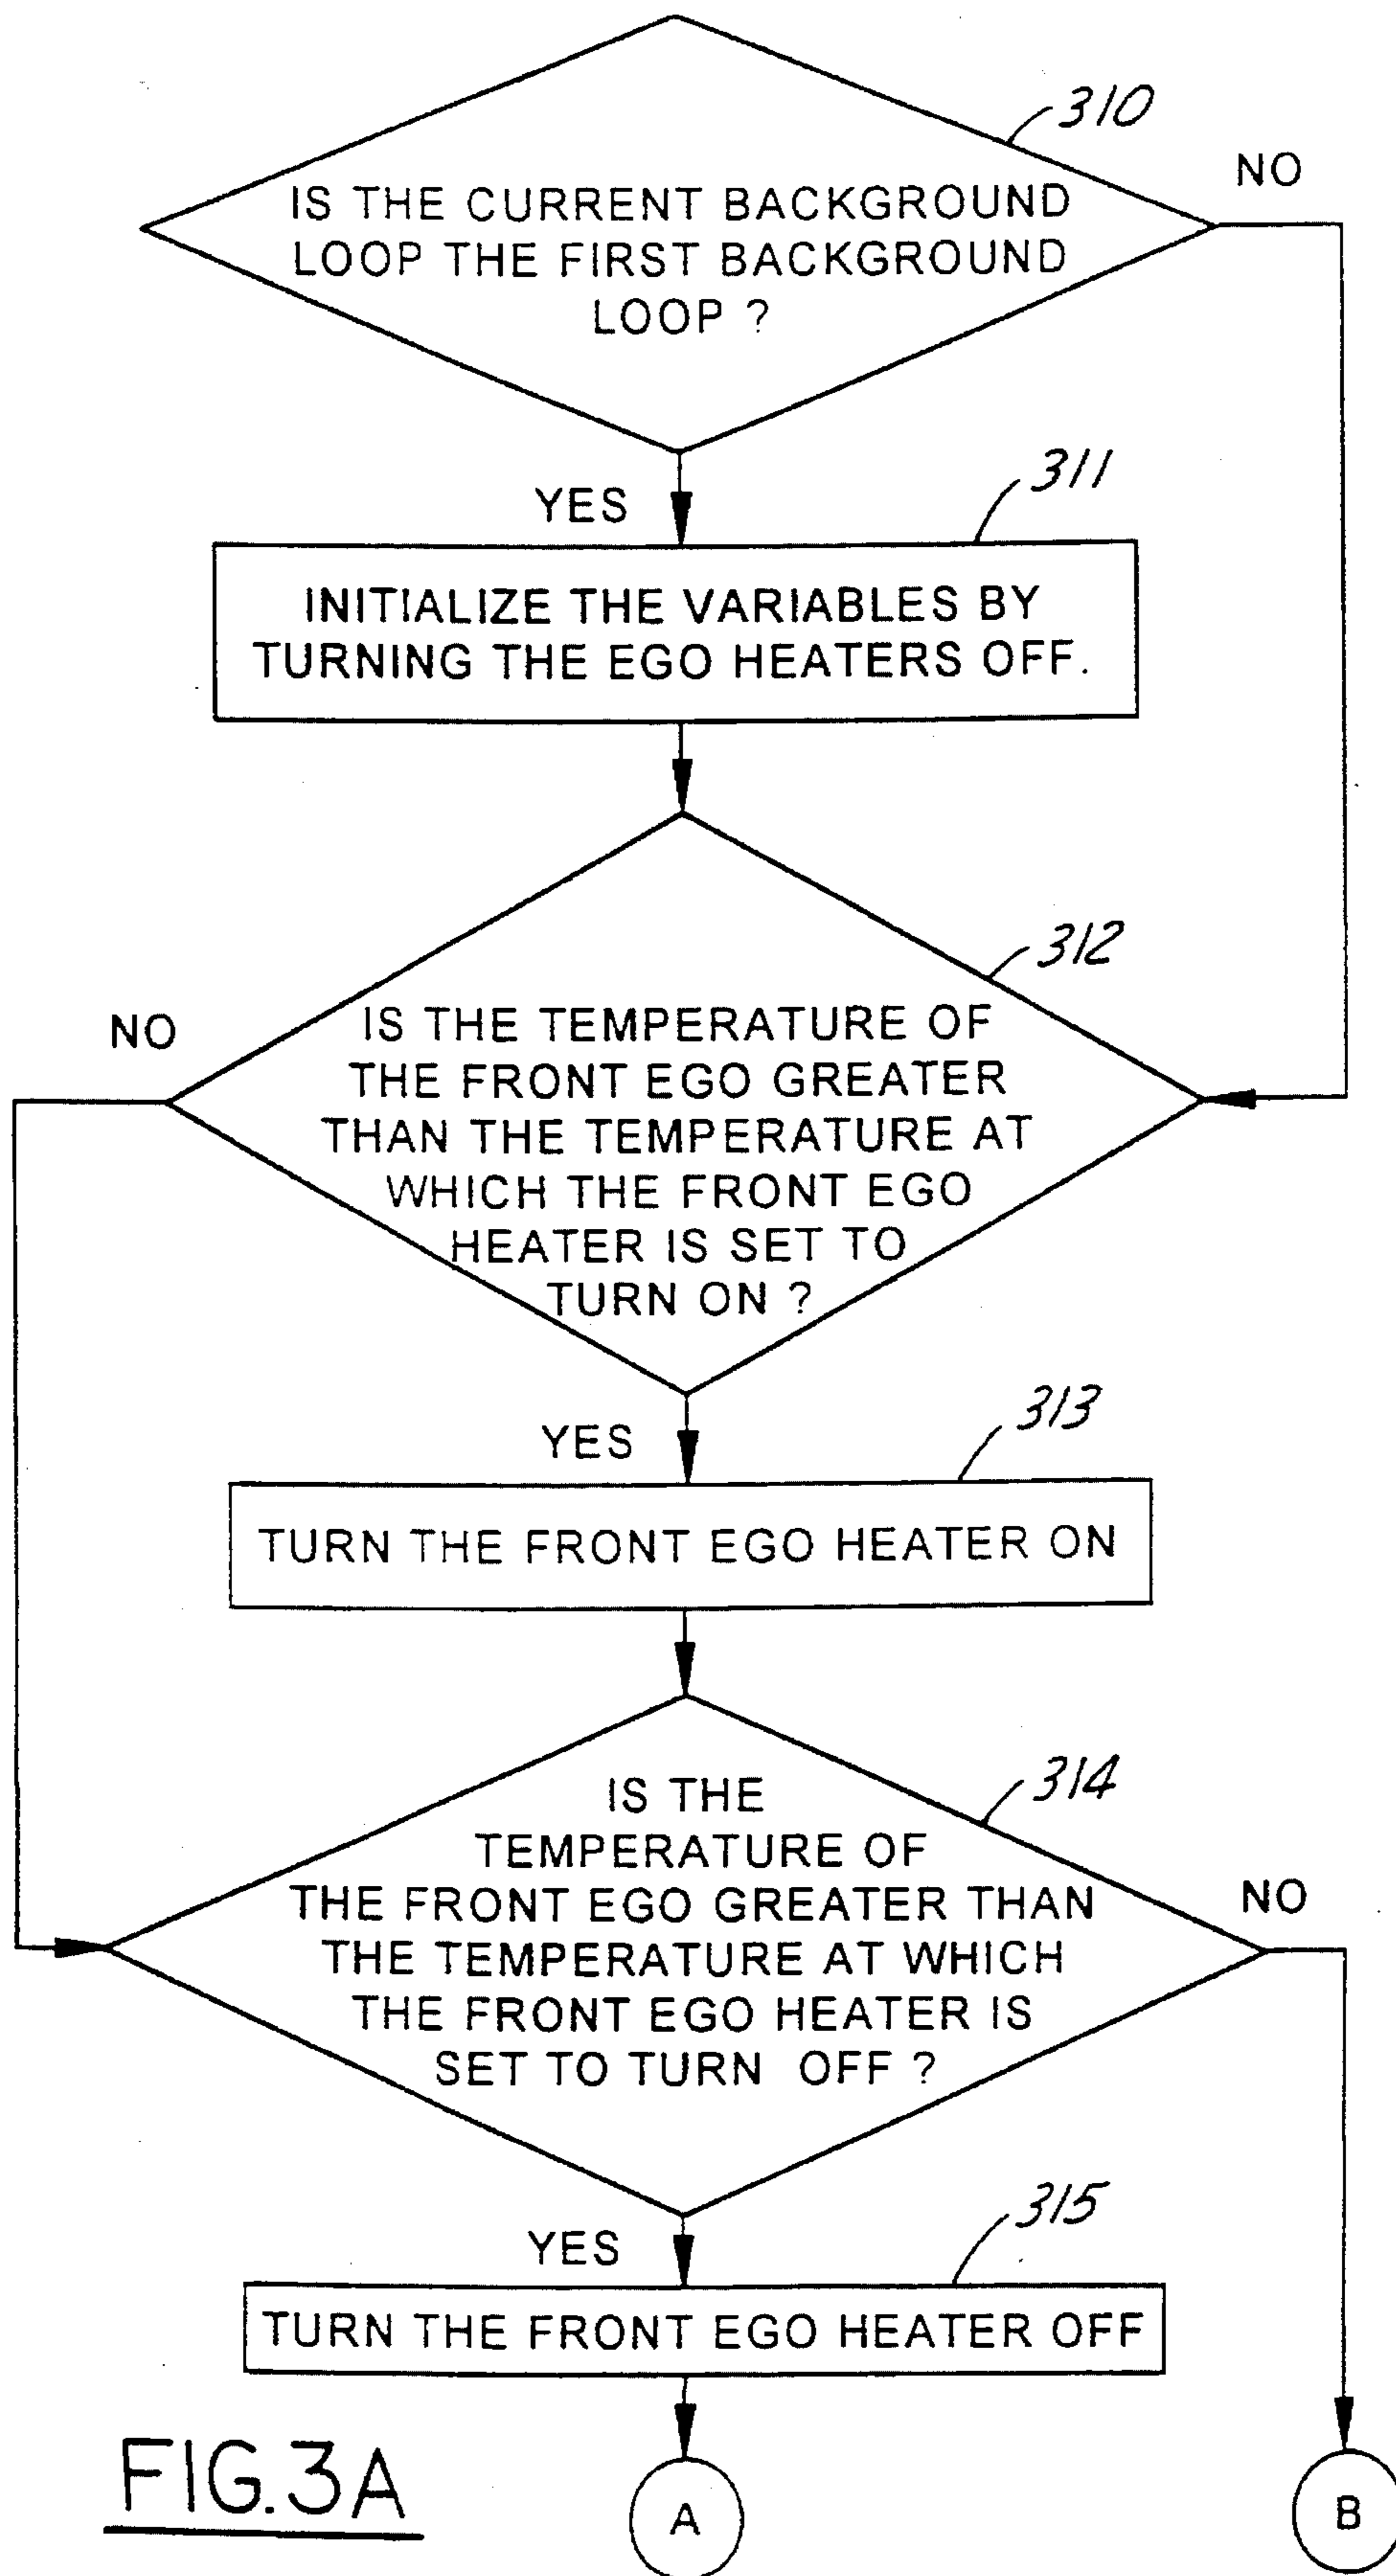 310
NO
IS THE CURRENT BACKGROUND
LOOP THE FIRST BACKGROUND
LOOP ?
YES
311
INITIALIZE THE VARIABLES BY
TURNING THE EGO HEATERS OFF.
312
NO
IS THE TEMPERATURE OF
THE FRONT EGO GREATER
THAN THE TEMPERATURE AT
WHICH THE FRONT EGO
HEATER IS SET TO
TURN ON ?
YES
313
TURN THE FRONT EGO HEATER ON
314
IS THE
TEMPERATURE OF
THE FRONT EGO GREATER THAN
THE TEMPERATURE AT WHICH
THE FRONT EGO HEATER IS
SET TO TURN OFF ?
NO
YES
315
TURN THE FRONT EGO HEATER OFF
FIG.3A
A
B